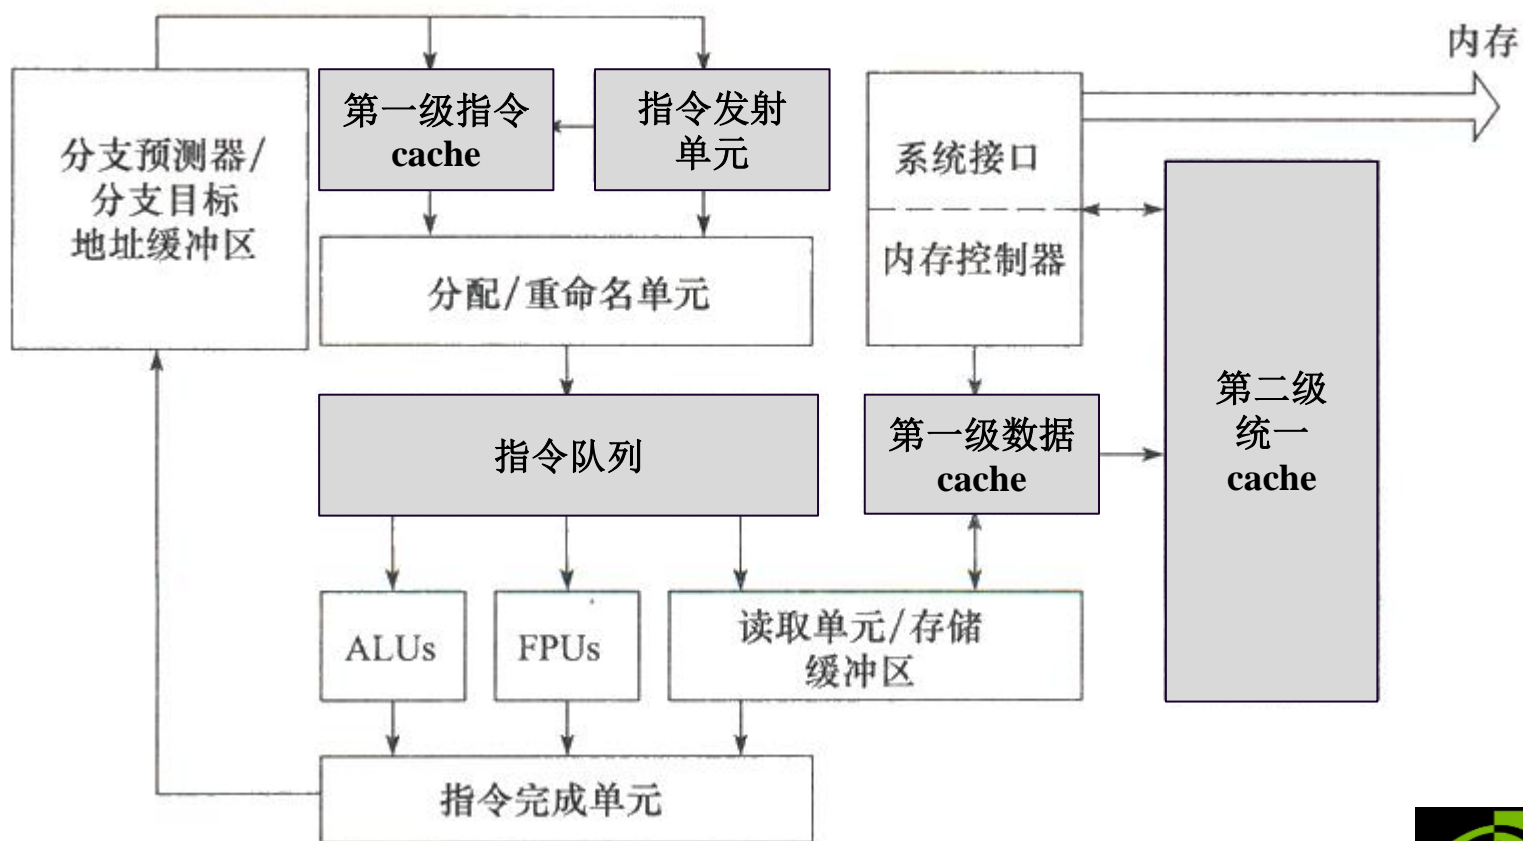 内存
分支预测器/
分支目标
地址缓冲区
第一级指令
cache
指令发射
单元
系统接口
内存控制器
分配/重命名单元
指令队列
第一级数据
cache
第二级
统一
cache
ALUs
FPUs
读取单元/存储
缓冲区
指令完成单元